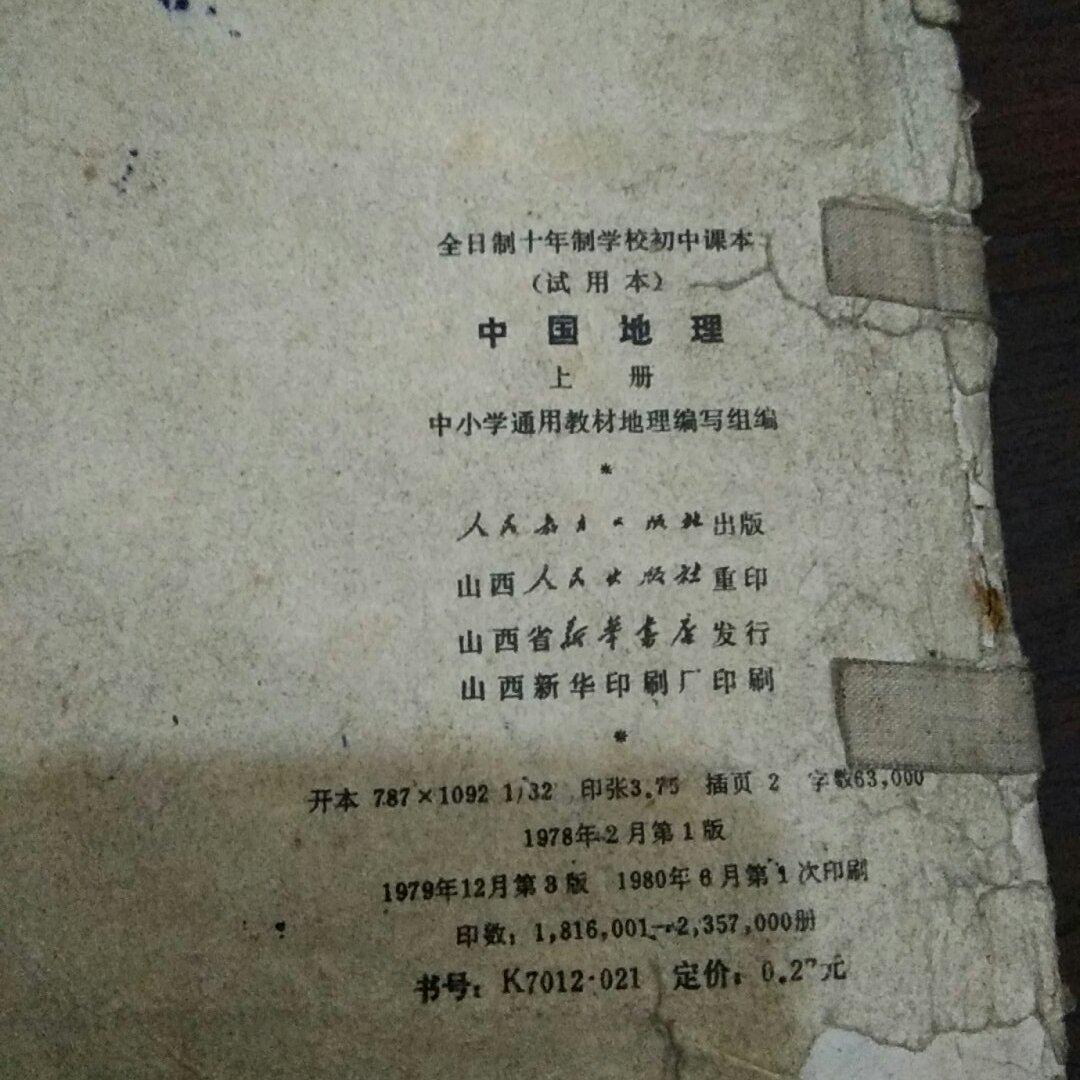 全日制十年制学校初中课本
（试用本）
中国地理
上册
中小学通用教材地理编写组编
*
人民教育出版社出版
山西人民出版社重印
山西省新华书店发行
山西新华印刷厂印刷
*
开本 787×1092 1/32 印张3.75 插页 2 字数63,000
1978年2月第1版
1979年12月第3版 1980年6月第1次印刷
印数：1,816,001—2,357,000册
书号：K7012·021 定价：0.27元